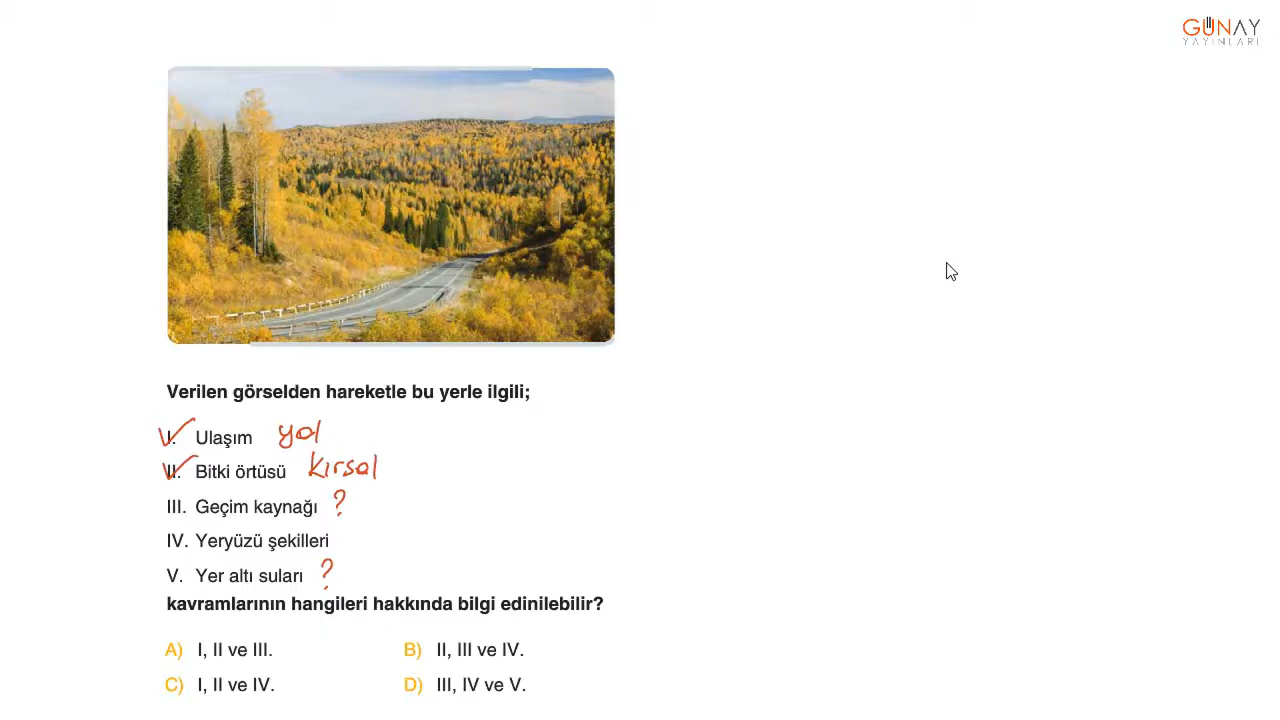 GÜNAY
YAYINLARI
Verilen görselden hareketle bu yerle ilgili;
I. Ulaşım yol
II. Bitki örtüsü kırsal
III. Geçim kaynağı ?
IV. Yeryüzü şekilleri
V. Yer altı suları ?
kavramlarının hangileri hakkında bilgi edinilebilir?
A) I, II ve III. B) II, III ve IV.
C) I, II ve IV. D) III, IV ve V.